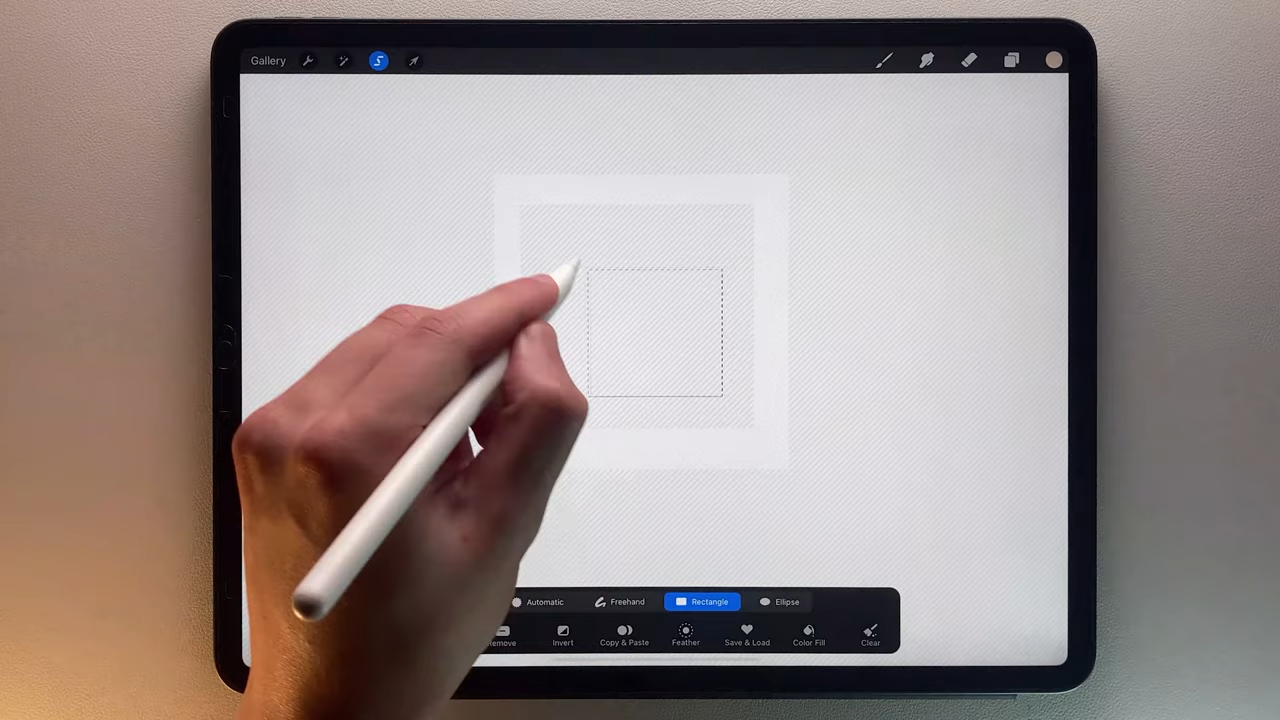 Gallery
Automatic Freehand Rectangle Ellipse
Invert Copy & Paste Feather Save & Load Color Fill Clear